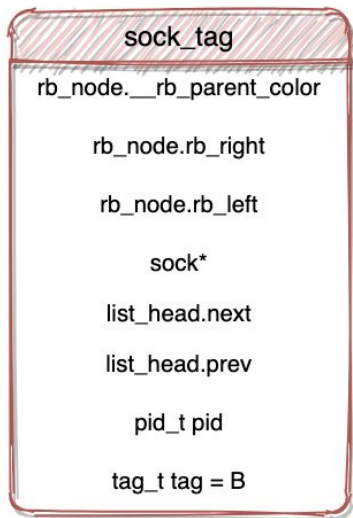 sock_tag
rb_node.__rb_parent_color
rb_node.rb_right
rb_node.rb_left
sock*
list_head.next
list_head.prev
pid_t pid
tag_t tag = B